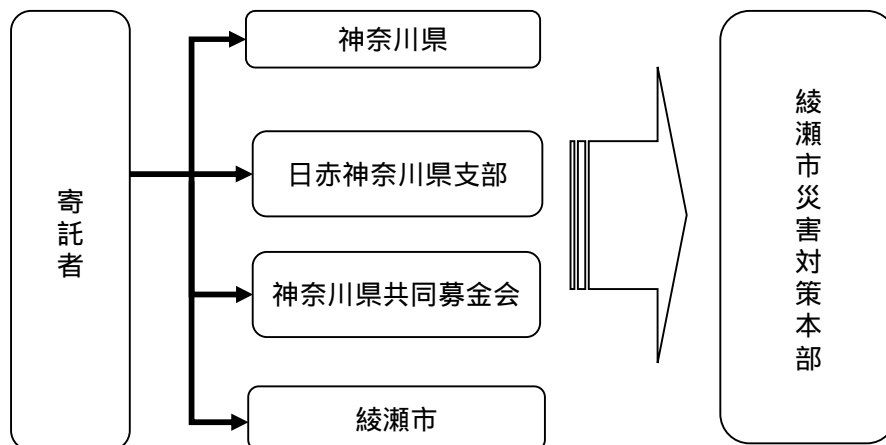 寄託者
神奈川県
日赤神奈川県支部
神奈川県共同募金会
綾瀬市
綾瀬市災害対策本部